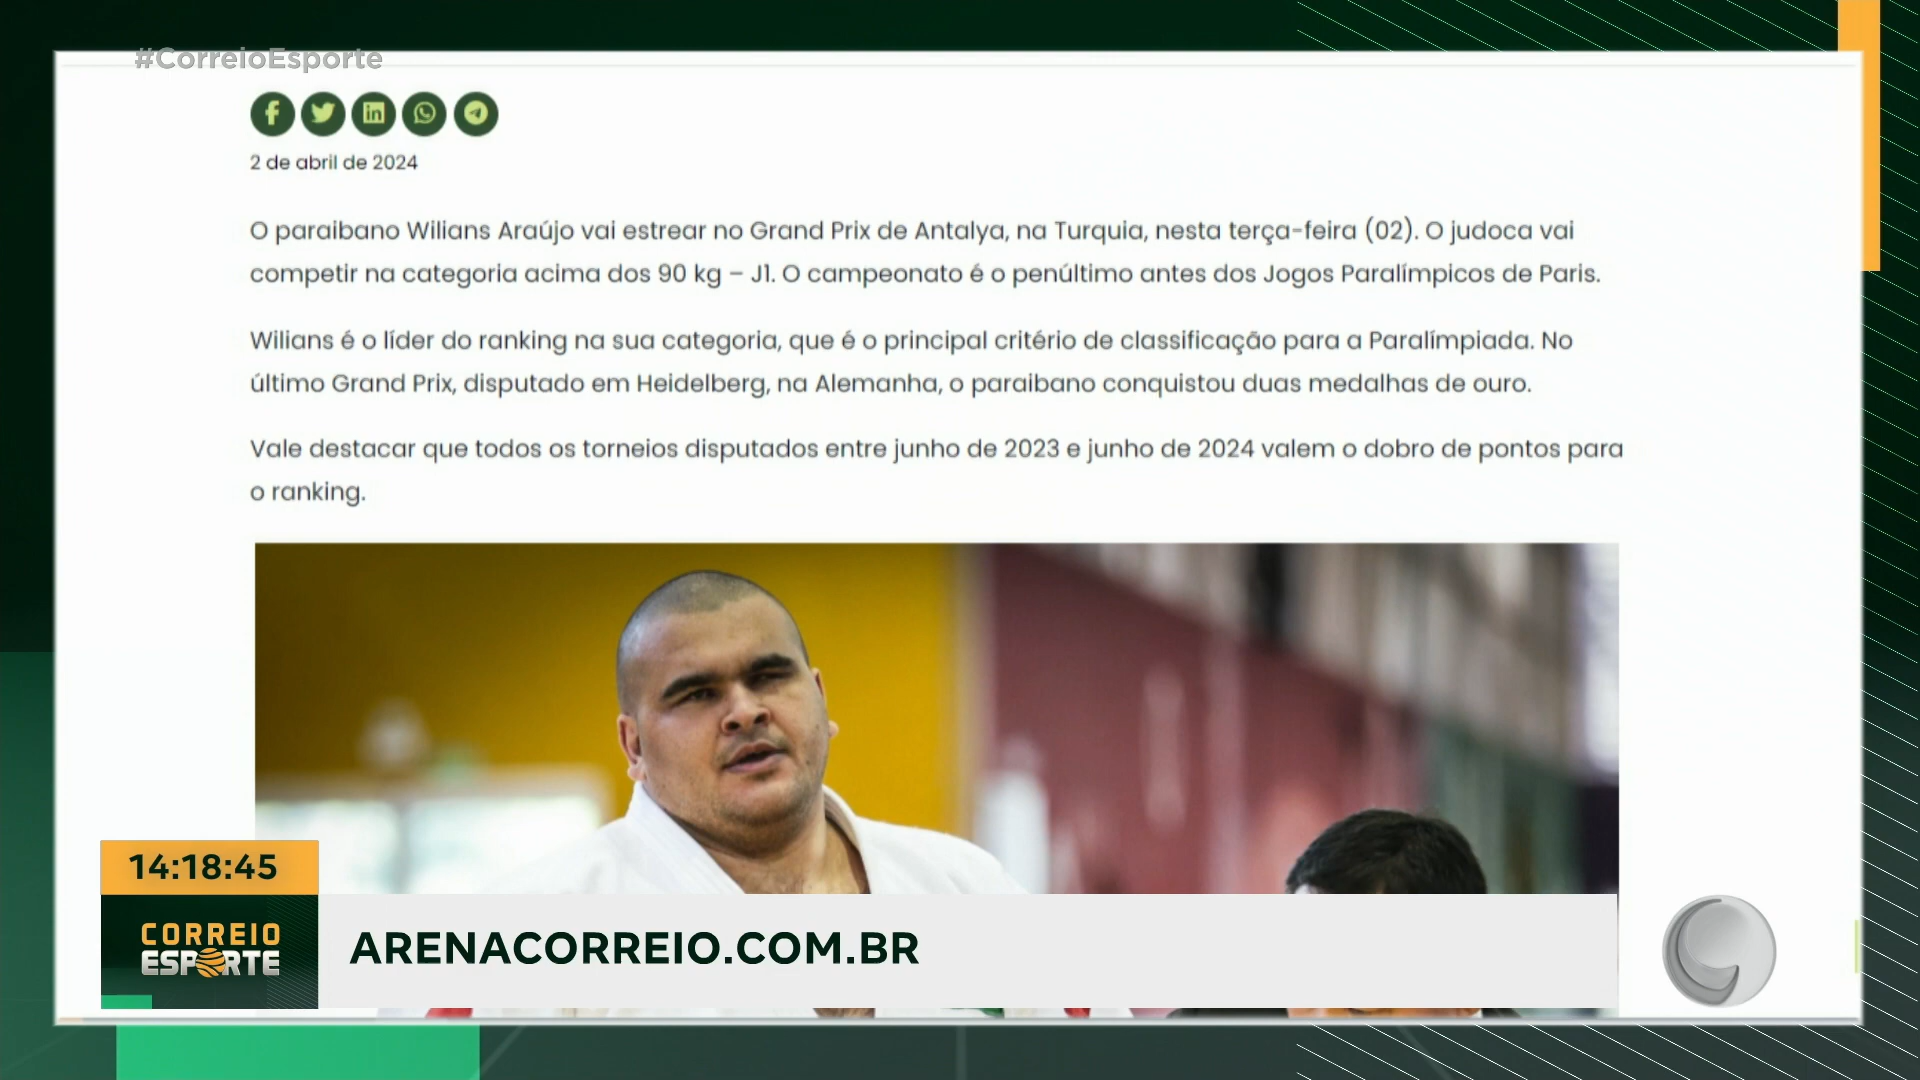 #CorreioEsporte
2 de abril de 2024
O paraibano Wilians Araújo vai estrear no Grand Prix de Antalya, na Turquia, nesta terça-feira (02). O judoca vai
competir na categoria acima dos 90 kg – J1. O campeonato é o penúltimo antes dos Jogos Paralímpicos de Paris.
Wilians é o líder do ranking na sua categoria, que é o principal critério de classificação para a Paralímpiada. No
último Grand Prix, disputado em Heidelberg, na Alemanha, o paraibano conquistou duas medalhas de ouro.
Vale destacar que todos os torneios disputados entre junho de 2023 e junho de 2024 valem o dobro de pontos para
o ranking.
14:18:45
CORREIO
ESPORTE
ARENACORREIO.COM.BR